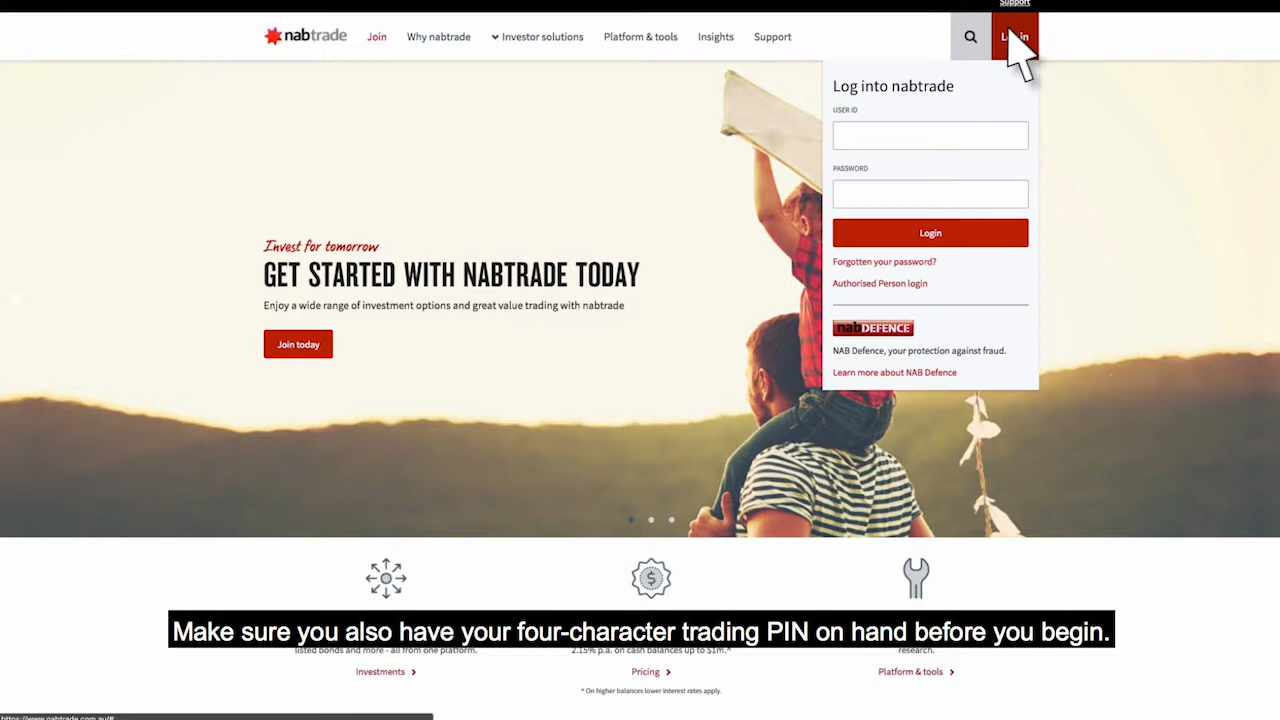 Support
nabtrade Join Why nabtrade Investor solutions Platform & tools Insights Support
Log into nabtrade
USER ID
PASSWORD
Login
Forgotten your password?
Authorised Person login
nab DEFENCE
NAB Defence, your protection against fraud.
Learn more about NAB Defence
Invest for tomorrow
GET STARTED WITH NABTRADE TODAY
Enjoy a wide range of investment options and great value trading with nabtrade
Join today
Make sure you also have your four-character trading PIN on hand before you begin.
listed bonds and more - all from one platform.
2.15% p.a. on cash balances up to $1m.^
research.
Investments
Pricing
Platform & tools
^ On higher balances lower interest rates apply.
https://www.nabtrade.com.au/#